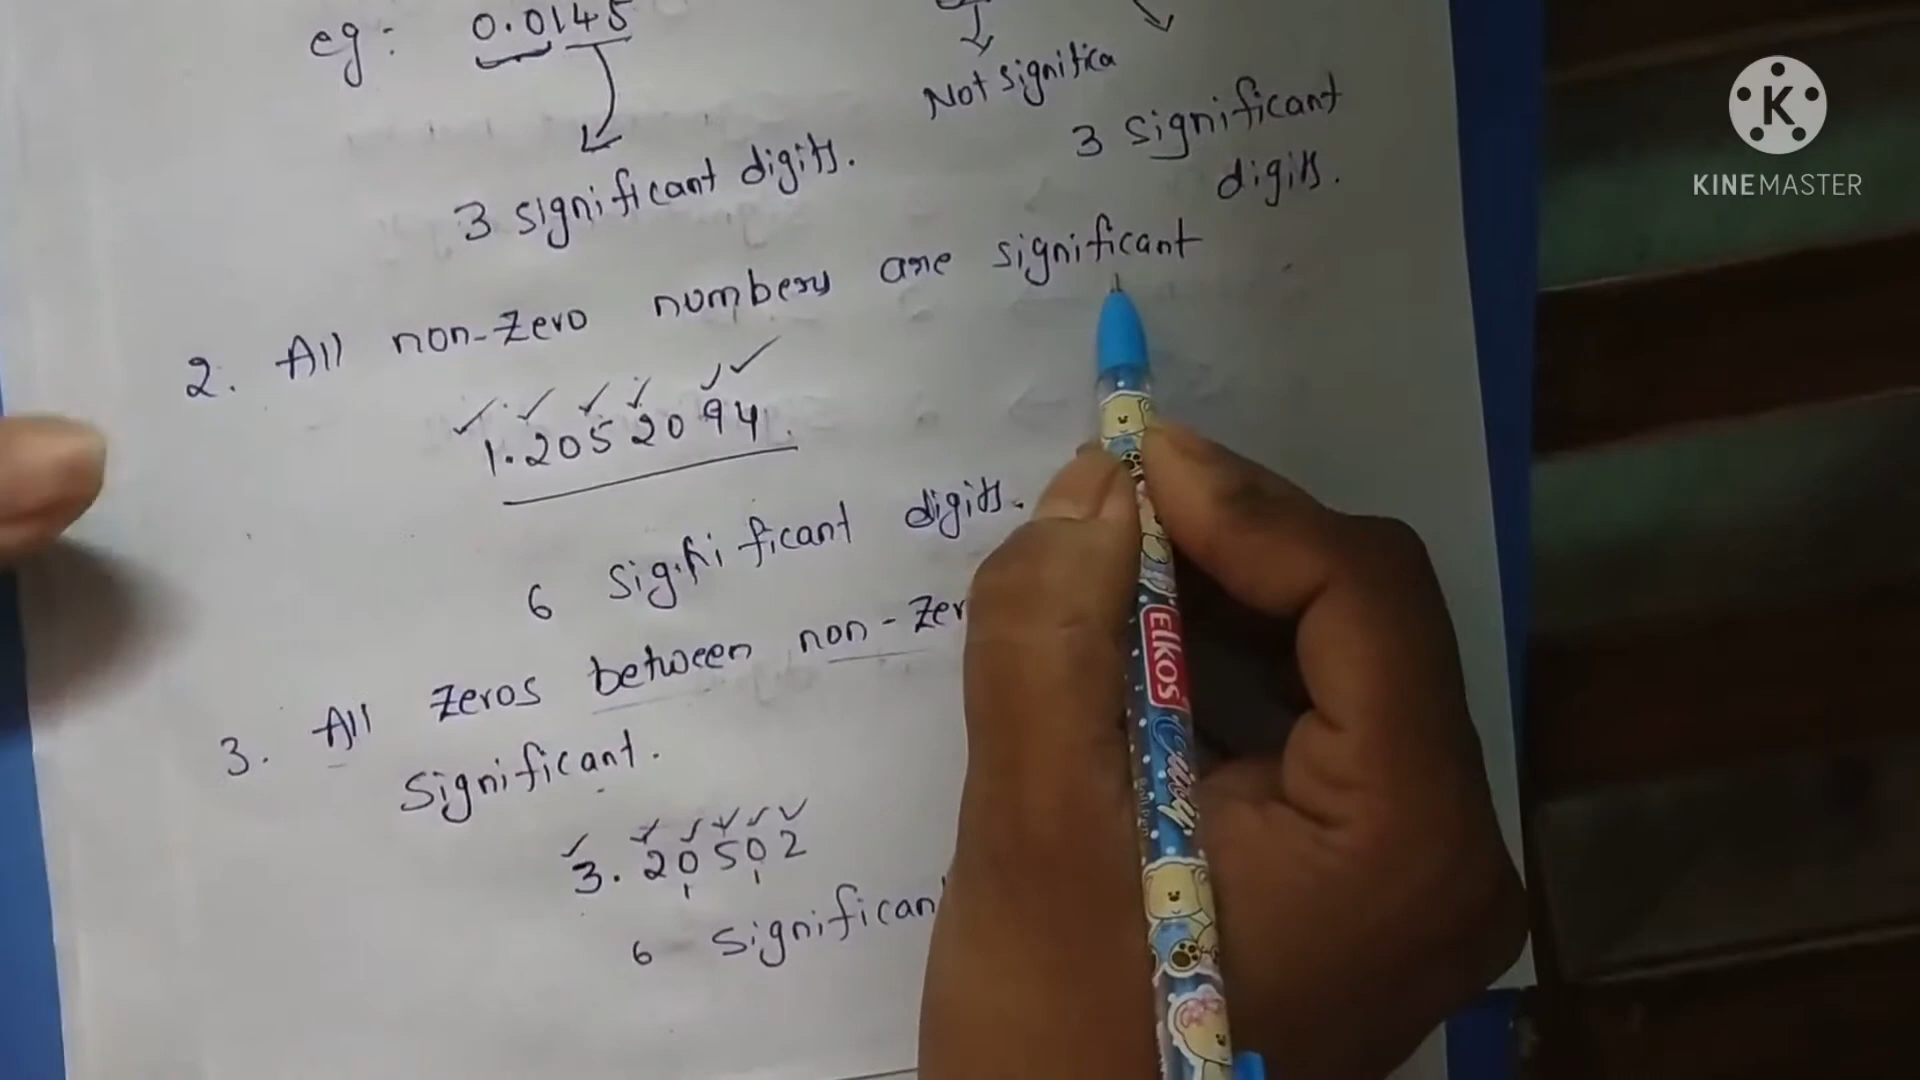 eg: 0.0145
Not significa
3 significant digits.
3 significant
digits.
2. All non-zero numbers are significant
1.2052094.
6 significant digits.
3. All zeros between non-zer
significant.
3.20502
6 significan
KINEMASTER
Elkos